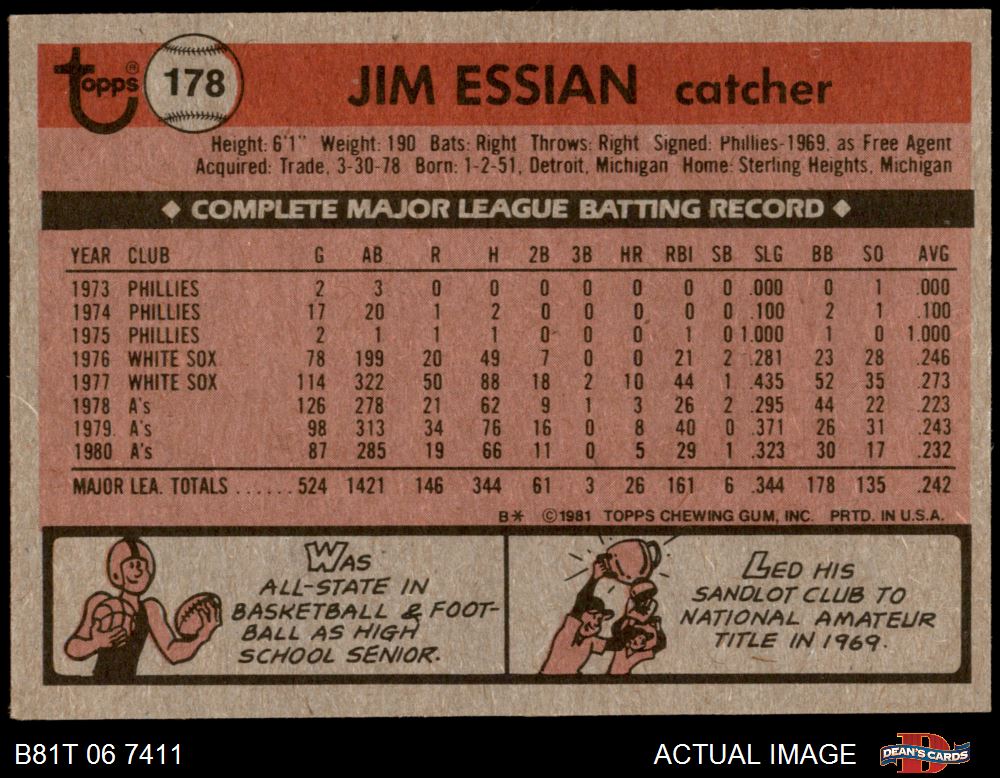 topps® 178 JIM ESSIAN catcher
Height: 6'1" Weight: 190 Bats: Right Throws: Right Signed: Phillies-1969, as Free Agent
Acquired: Trade, 3-30-78 Born: 1-2-51, Detroit, Michigan Home: Sterling Heights, Michigan
◆ COMPLETE MAJOR LEAGUE BATTING RECORD ◆
YEAR CLUB G AB R H 2B 3B HR RBI SB SLG BB SO AVG
1973 PHILLIES 2 3 0 0 0 0 0 0 0 .000 0 1 .000
1974 PHILLIES 17 20 1 2 0 0 0 0 0 .100 2 1 .100
1975 PHILLIES 2 1 1 1 0 0 0 1 0 1.000 1 0 1.000
1976 WHITE SOX 78 199 20 49 7 0 0 21 2 .281 23 28 .246
1977 WHITE SOX 114 322 50 88 18 2 10 44 1 .435 52 35 .273
1978 A's 126 278 21 62 9 1 3 26 2 .295 44 22 .223
1979. A's 98 313 34 76 16 0 8 40 0 .371 26 31 .243
1980 A's 87 285 19 66 11 0 5 29 1 .323 30 17 .232
MAJOR LEA. TOTALS ...... 524 1421 146 344 61 3 26 161 6 .344 178 135 .242
B* ©1981 TOPPS CHEWING GUM, INC. PRTD. IN U.S.A.
WAS
ALL-STATE IN
BASKETBALL & FOOT-
BALL AS HIGH
SCHOOL SENIOR.
LED HIS
SANDLOT CLUB TO
NATIONAL AMATEUR
TITLE IN 1969.
B81T 06 7411 ACTUAL IMAGE DEAN'S CARDS